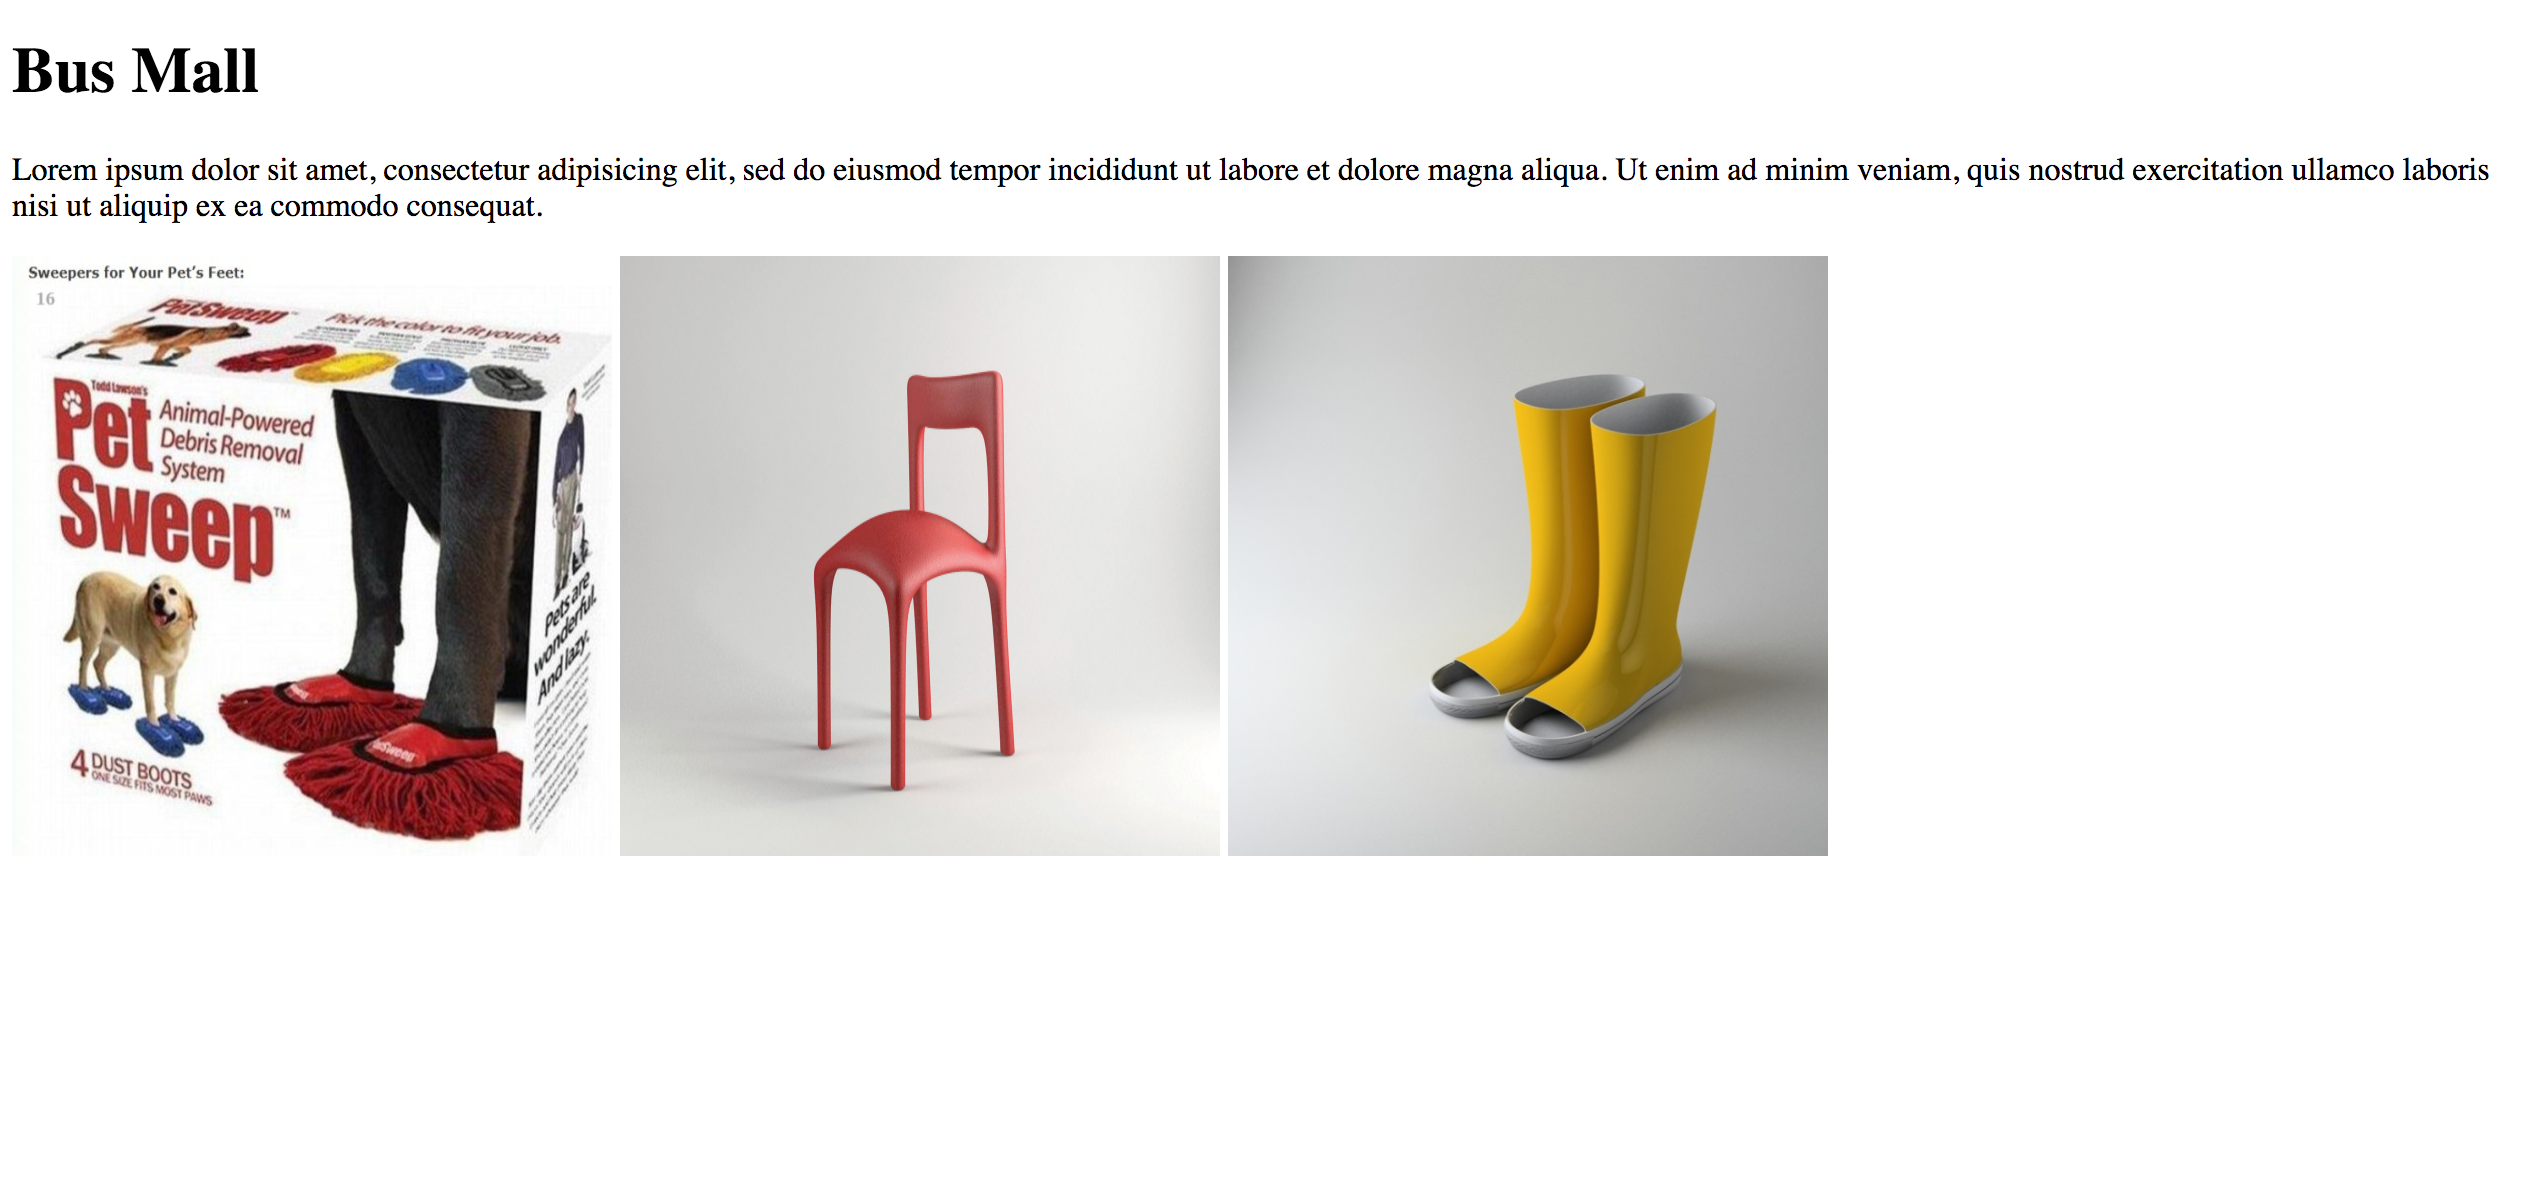 Bus Mall
Lorem ipsum dolor sit amet, consectetur adipisicing elit, sed do eiusmod tempor incididunt ut labore et dolore magna aliqua. Ut enim ad minim veniam, quis nostrud exercitation ullamco laboris
nisi ut aliquip ex ea commodo consequat.
Sweepers for Your Pet's Feet:
16
PetSweep™
Pick the color to fit your job.
Todd Lawson's
Pet
Animal-Powered
Debris Removal
System
Sweep™
Pets are
wonderful.
And lazy.
PetSweep
4 DUST BOOTS
ONE SIZE FITS MOST PAWS